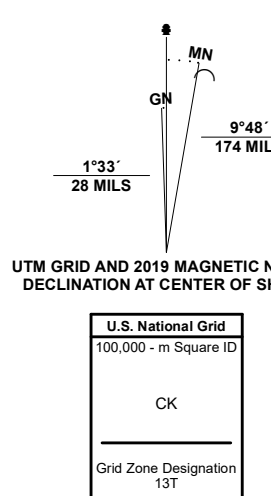 MN
GN
9°48´
174 MIL
1°33´
28 MILS
UTM GRID AND 2019 MAGNETIC N
DECLINATION AT CENTER OF SH
U.S. National Grid
100,000 - m Square ID
CK
Grid Zone Designation
13T